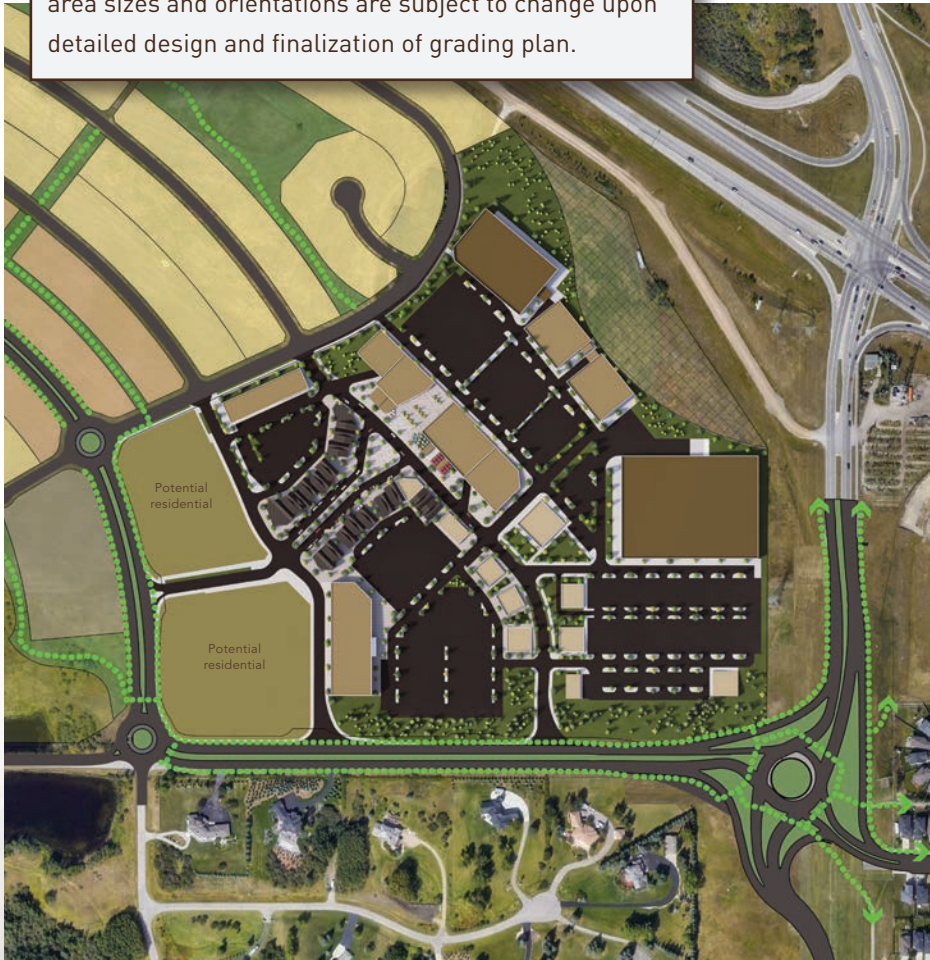 area sizes and orientations are subject to change upon
detailed design and finalization of grading plan.
Potential
residential
Potential
residential